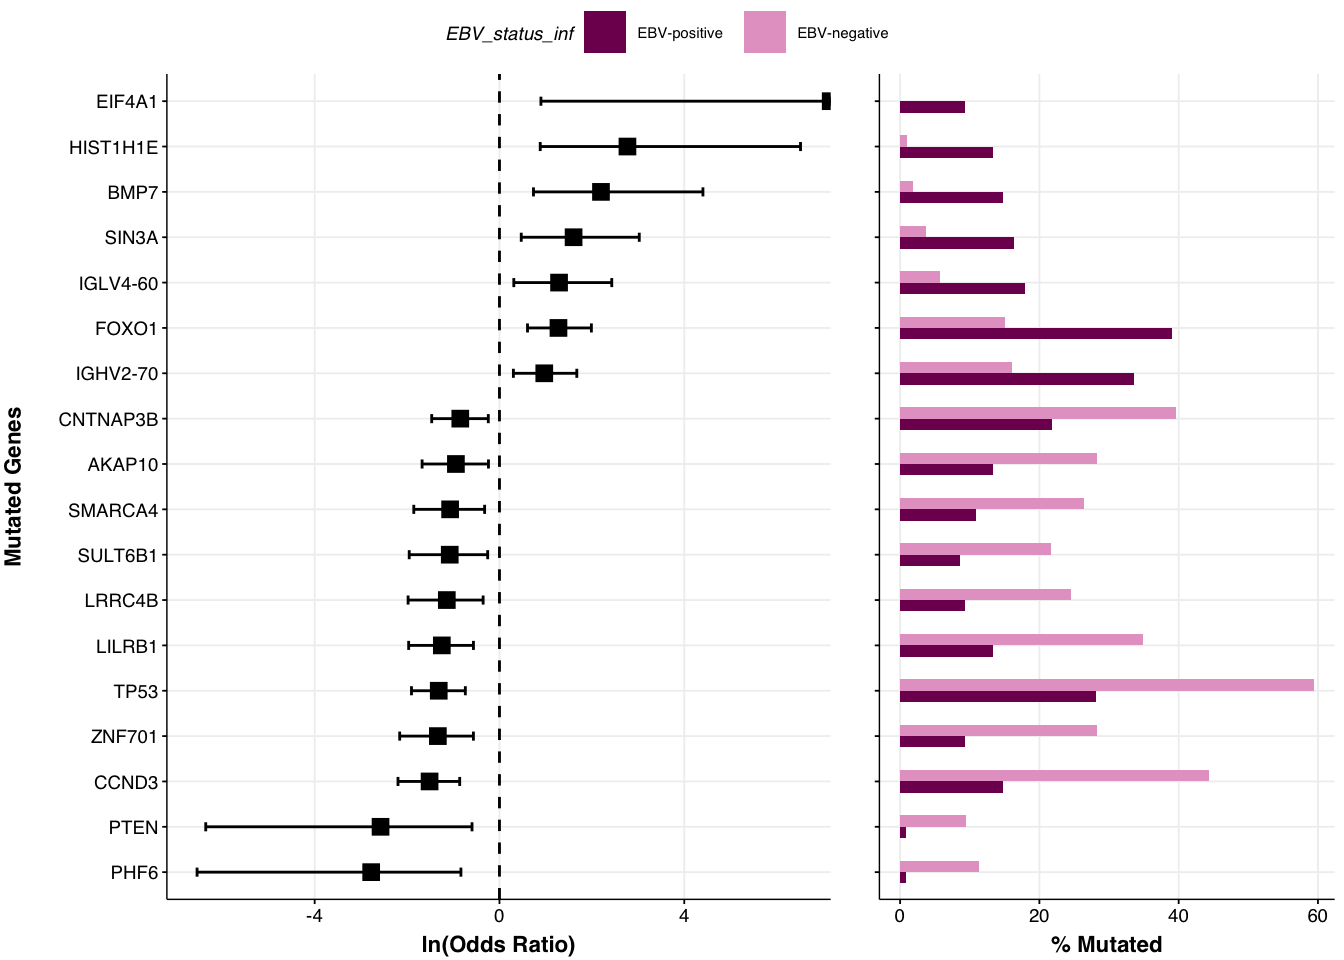 EBV_status_inf EBV-positive EBV-negative
EIF4A1
HIST1H1E
BMP7
SIN3A
IGLV4-60
FOXO1
IGHV2-70
CNTNAP3B
AKAP10
SMARCA4
SULT6B1
LRRC4B
LILRB1
TP53
ZNF701
CCND3
PTEN
PHF6
Mutated Genes
-4 0 4
ln(Odds Ratio)
0 20 40 60
% Mutated